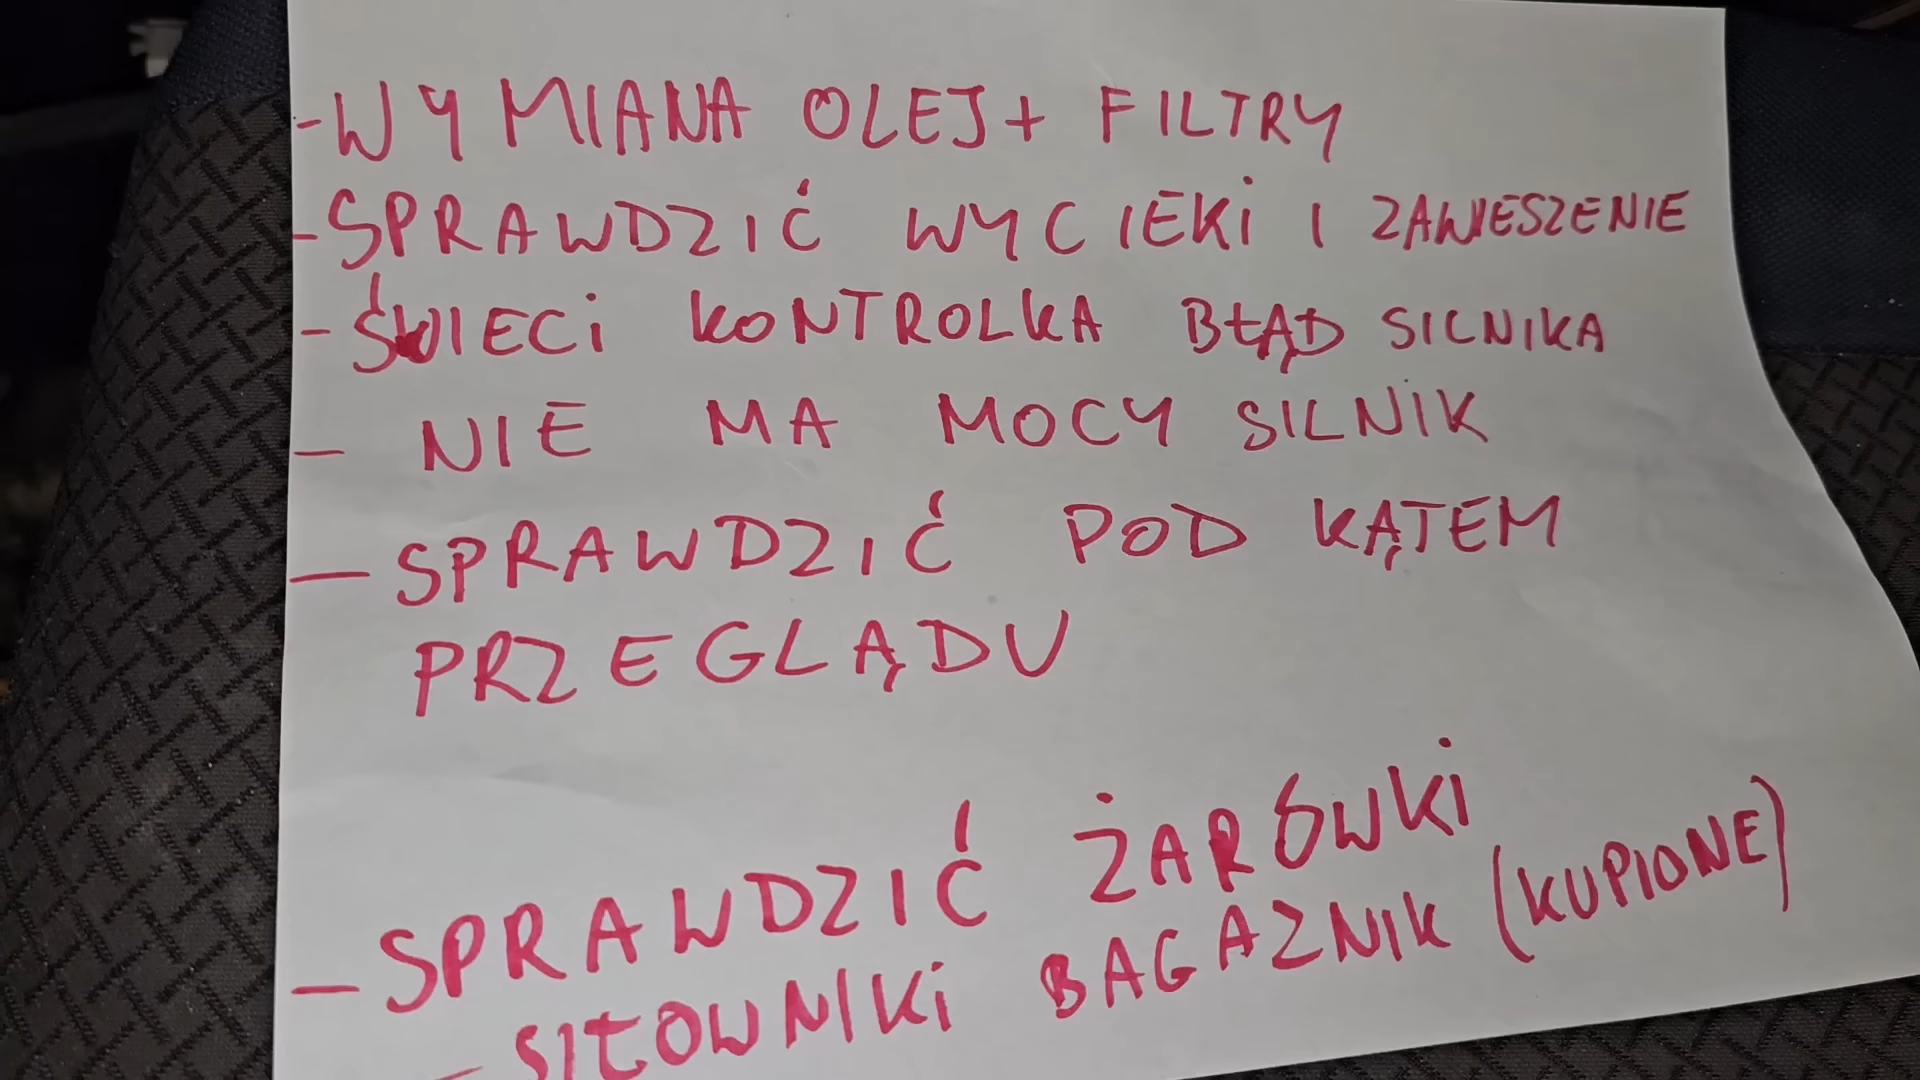 - WYMIANA OLEJ + FILTRY
- SPRAWDZIĆ WYCIEKI I ZAWIESZENIE
- ŚWIECI KONTROLKA BŁĄD SILNIKA
- NIE MA MOCY SILNIK
- SPRAWDZIĆ POD KĄTEM
PRZEGLĄDU
- SPRAWDZIĆ ŻARÓWKI
- SIŁOWNIKI BAGAZNIK (KUPIONE)